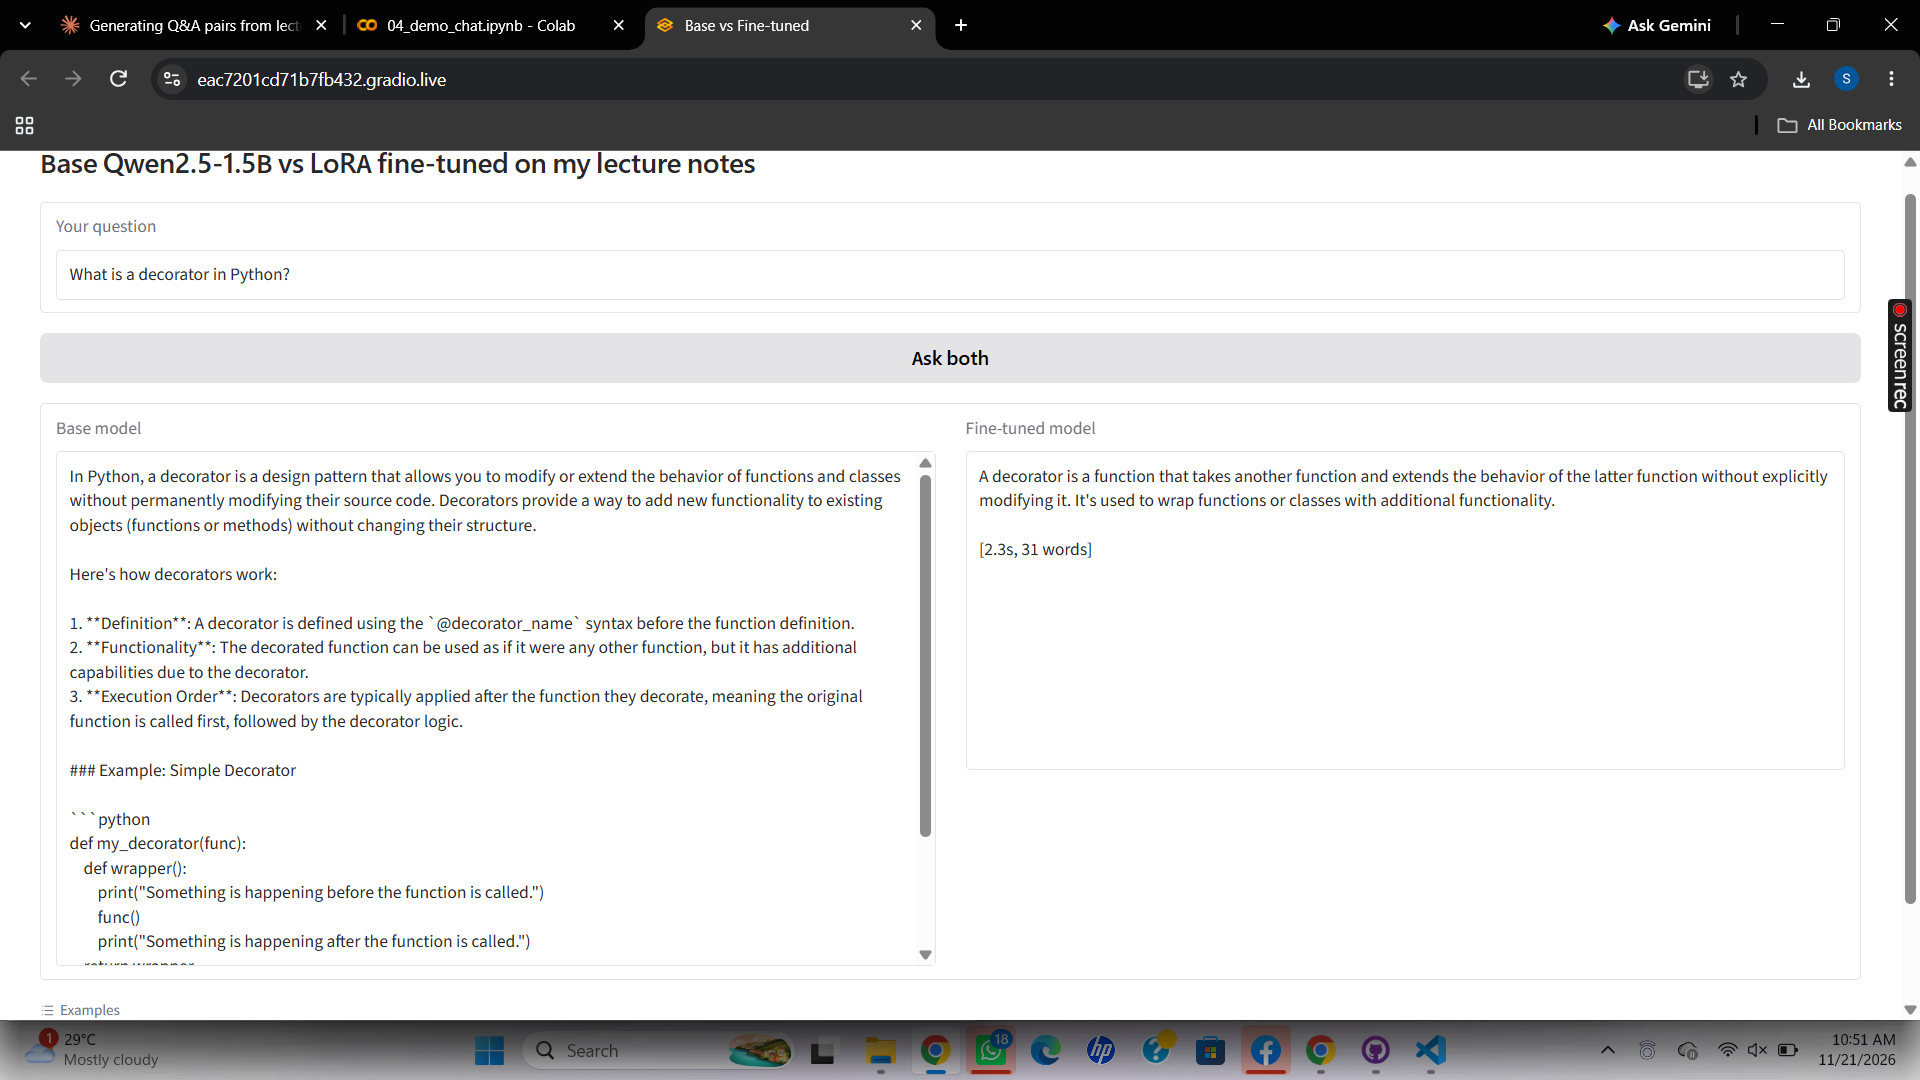 Generating Q&A pairs from lect
04_demo_chat.ipynb - Colab
Base vs Fine-tuned
Ask Gemini
eac7201cd71b7fb432.gradio.live
S
All Bookmarks
Base Qwen2.5-1.5B vs LoRA fine-tuned on my lecture notes
Your question
What is a decorator in Python?
Ask both
screenrec
Base model
In Python, a decorator is a design pattern that allows you to modify or extend the behavior of functions and classes
without permanently modifying their source code. Decorators provide a way to add new functionality to existing
objects (functions or methods) without changing their structure.
Here's how decorators work:
1. **Definition**: A decorator is defined using the `@decorator_name` syntax before the function definition.
2. **Functionality**: The decorated function can be used as if it were any other function, but it has additional
capabilities due to the decorator.
3. **Execution Order**: Decorators are typically applied after the function they decorate, meaning the original
function is called first, followed by the decorator logic.
### Example: Simple Decorator
```python
def my_decorator(func):
def wrapper():
print("Something is happening before the function is called.")
func()
print("Something is happening after the function is called.")
return wrapper
Fine-tuned model
A decorator is a function that takes another function and extends the behavior of the latter function without explicitly
modifying it. It's used to wrap functions or classes with additional functionality.
[2.3s, 31 words]
Examples
1
29°C
Mostly cloudy
Search
18
10:51 AM
11/21/2026